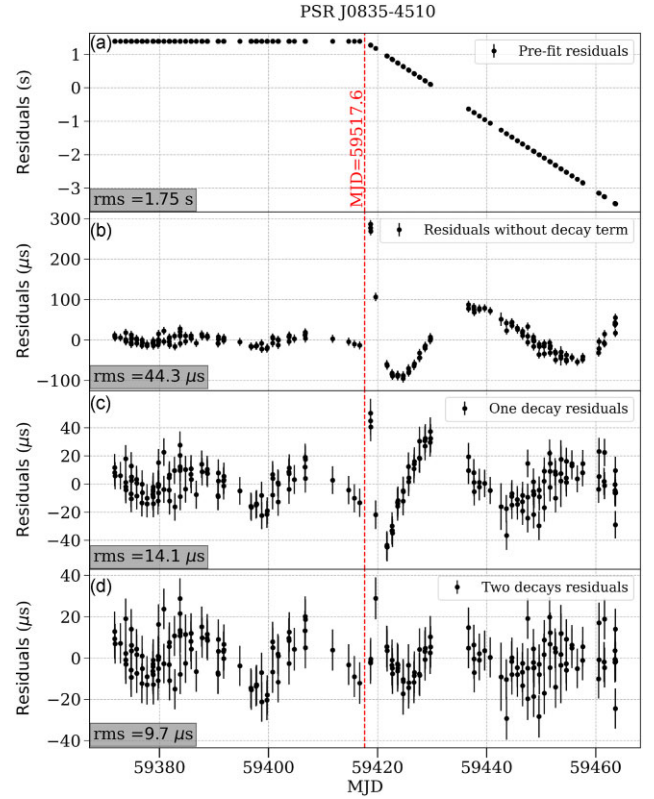 PSR J0835-4510
(a)
Pre-fit residuals
1
0
−1
−2
−3
Residuals (s)
MJD=59517.6
rms =1.75 s
(b)
Residuals without decay term
300
200
100
0
−100
Residuals (μs)
rms =44.3 μs
(c)
One decay residuals
40
20
0
−20
−40
Residuals (μs)
rms =14.1 μs
(d)
Two decays residuals
40
20
0
−20
−40
Residuals (μs)
rms =9.7 μs
59380 59400 59420 59440 59460
MJD